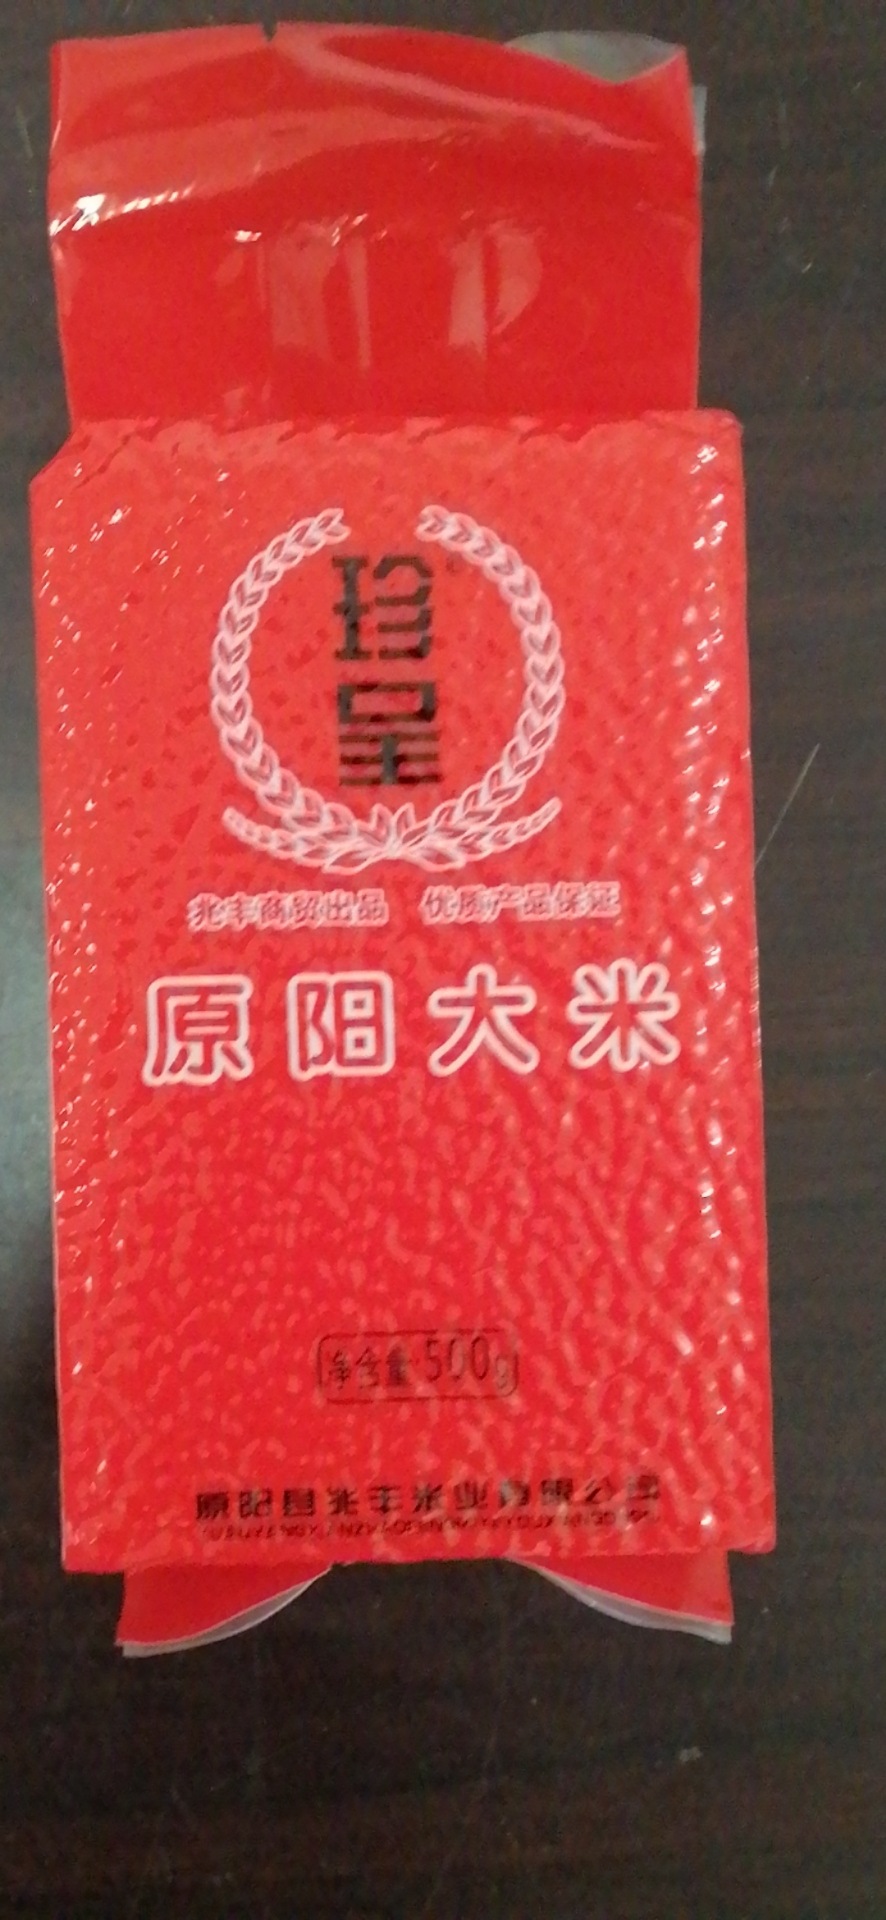 珍
呈
兆丰商贸出品 优质产品保证
原阳大米
净含量:500g
原阳县兆丰米业有限公司